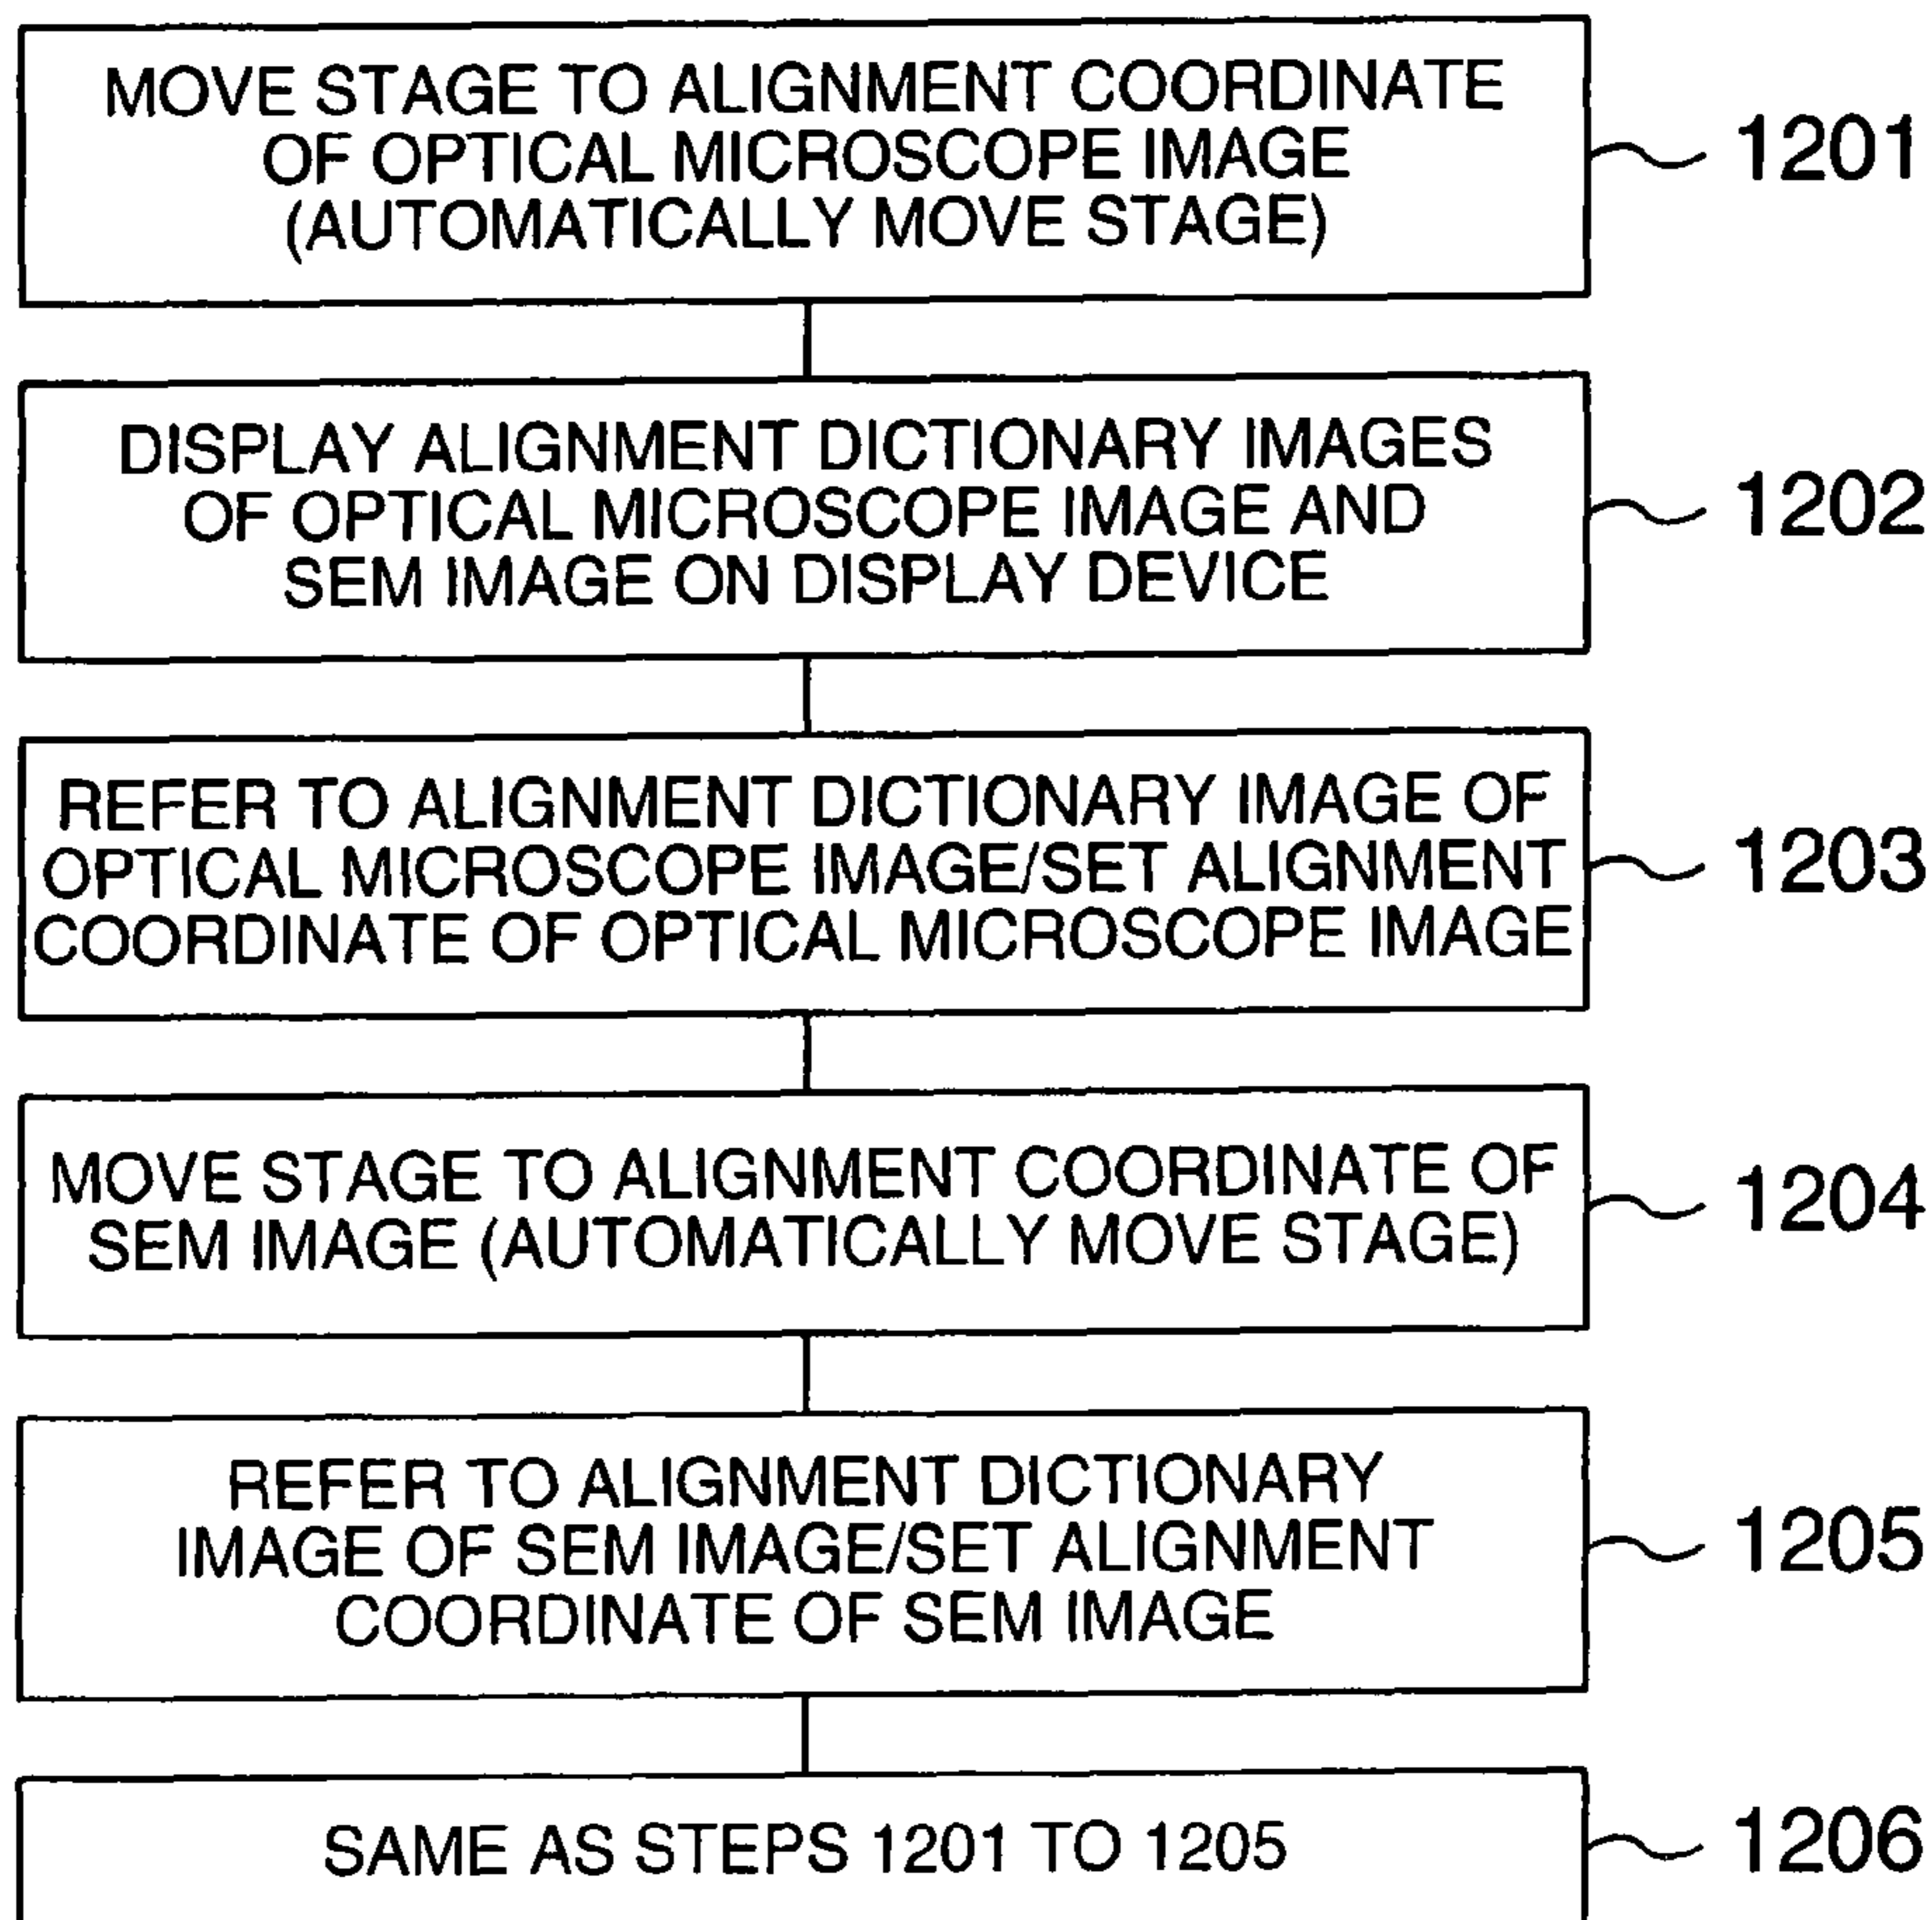 MOVE STAGE TO ALIGNMENT COORDINATE
OF OPTICAL MICROSCOPE IMAGE
(AUTOMATICALLY MOVE STAGE)
1201
DISPLAY ALIGNMENT DICTIONARY IMAGES
OF OPTICAL MICROSCOPE IMAGE AND
SEM IMAGE ON DISPLAY DEVICE
1202
REFER TO ALIGNMENT DICTIONARY IMAGE OF
OPTICAL MICROSCOPE IMAGE/SET ALIGNMENT
COORDINATE OF OPTICAL MICROSCOPE IMAGE
1203
MOVE STAGE TO ALIGNMENT COORDINATE OF
SEM IMAGE (AUTOMATICALLY MOVE STAGE)
1204
REFER TO ALIGNMENT DICTIONARY
IMAGE OF SEM IMAGE/SET ALIGNMENT
COORDINATE OF SEM IMAGE
1205
SAME AS STEPS 1201 TO 1205
1206